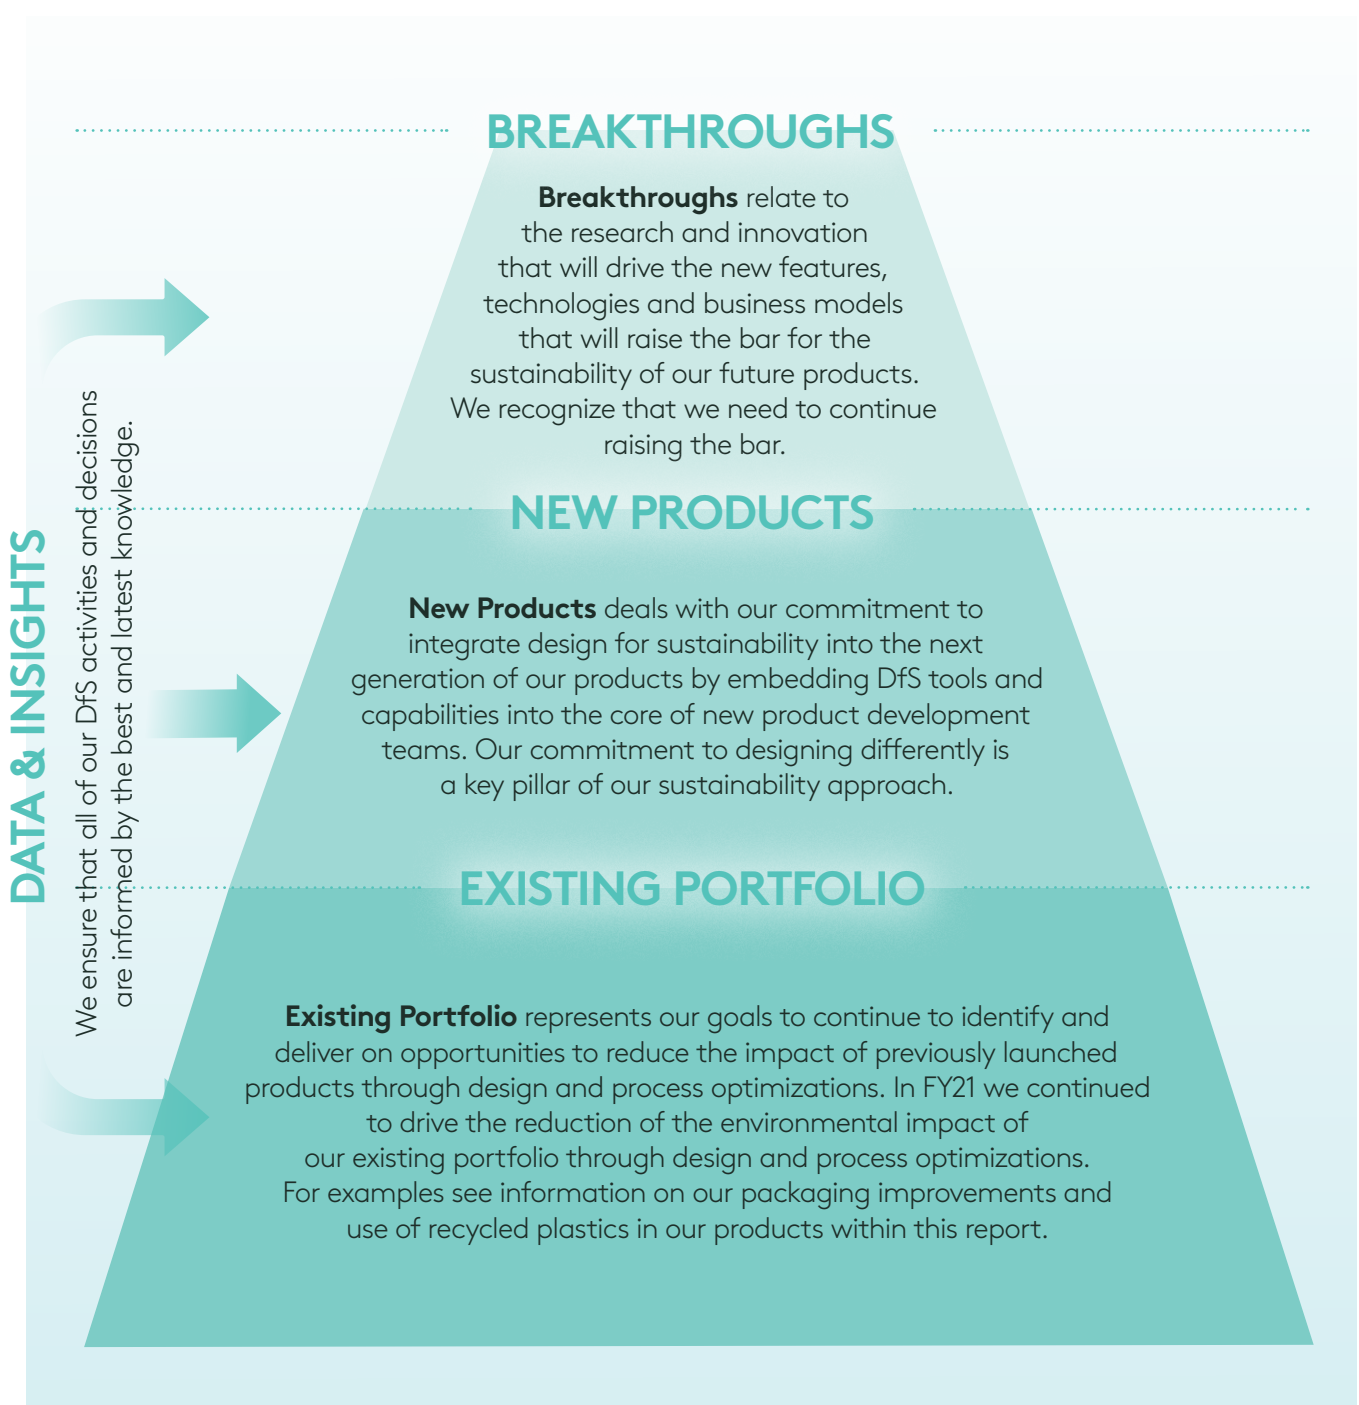 BREAKTHROUGHS
Breakthroughs relate to
the research and innovation
that will drive the new features,
technologies and business models
that will raise the bar for the
sustainability of our future products.
We recognize that we need to continue
raising the bar.
NEW PRODUCTS
New Products deals with our commitment to
integrate design for sustainability into the next
generation of our products by embedding DfS tools and
capabilities into the core of new product development
teams. Our commitment to designing differently is
a key pillar of our sustainability approach.
EXISTING PORTFOLIO
Existing Portfolio represents our goals to continue to identify and
deliver on opportunities to reduce the impact of previously launched
products through design and process optimizations. In FY21 we continued
to drive the reduction of the environmental impact of
our existing portfolio through design and process optimizations.
For examples see information on our packaging improvements and
use of recycled plastics in our products within this report.
DATA & INSIGHTS
We ensure that all of our DfS activities and decisions
are informed by the best and latest knowledge.